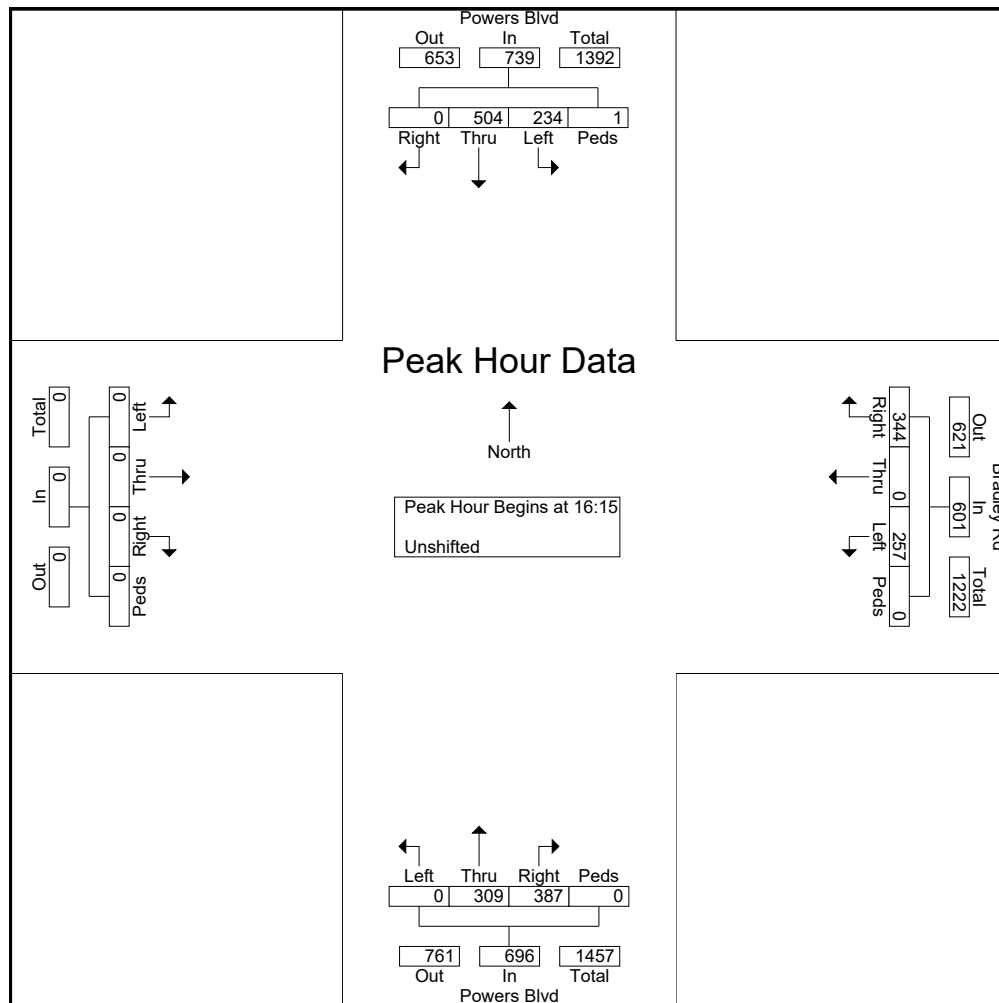 Powers Blvd
Out In Total
653 739 1392
0 504 234 1
Right Thru Left Peds
Peak Hour Data
North
Peak Hour Begins at 16:15
Unshifted
Total In Out
0 0 0
0 0 0 0
Left Thru Right Peds
Right Thru Left Peds
344 0 257 0
621 601 1222
Out In Total
Bradley Rd
Left Thru Right Peds
0 309 387 0
761 696 1457
Out In Total
Powers Blvd